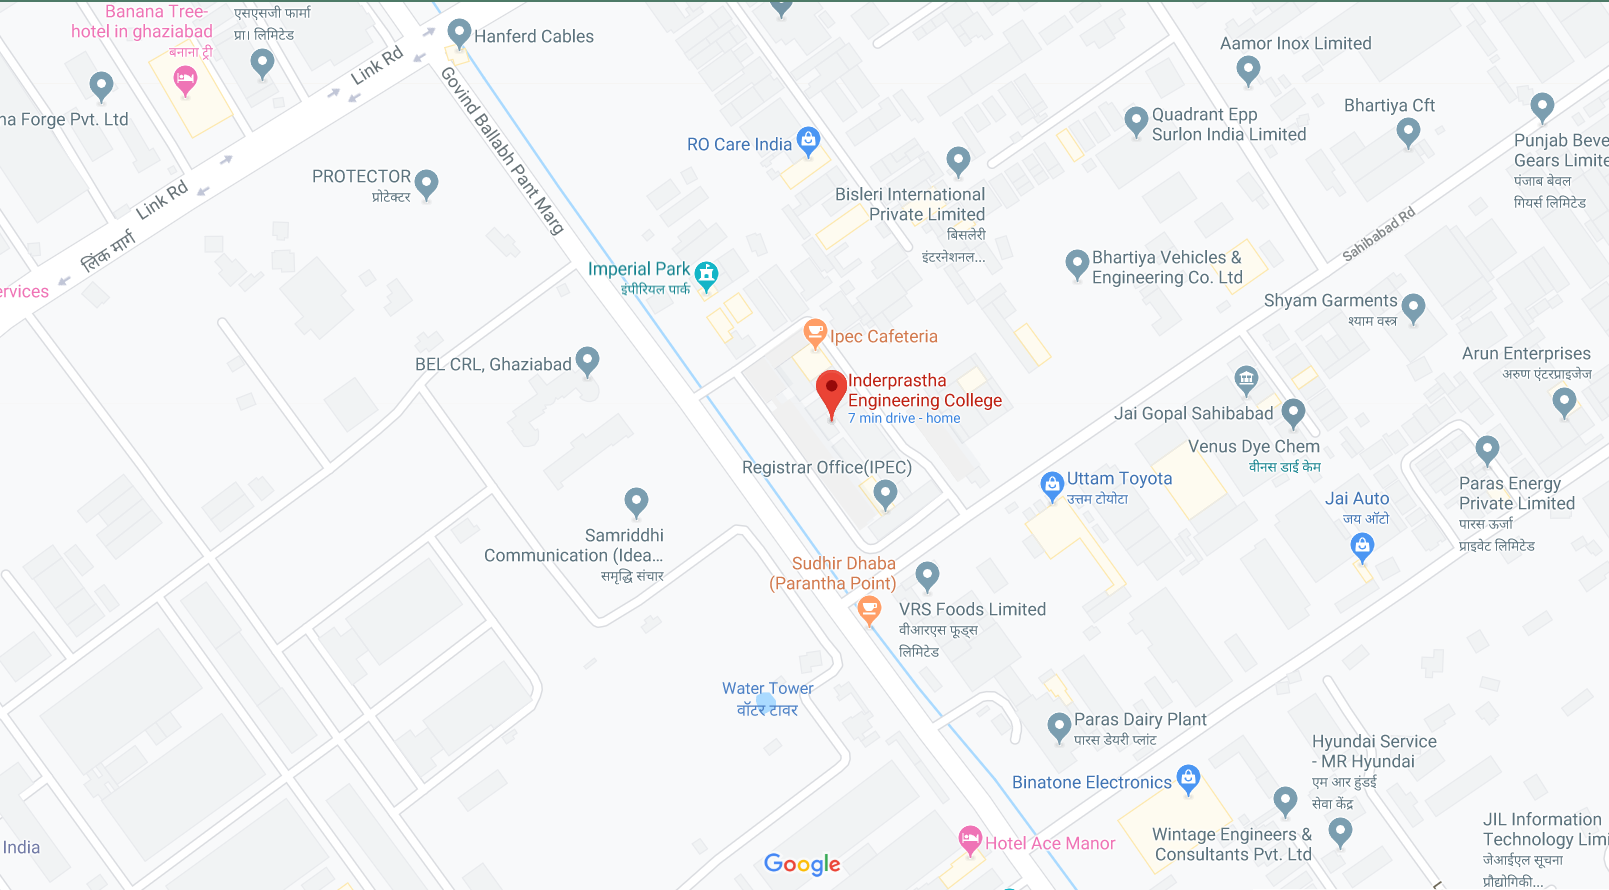 Banana Tree-
hotel in ghaziabad
बनाना ट्री
एसएसजी फार्मा
प्रा। लिमिटेड
Hanferd Cables
Link Rd
Aamor Inox Limited
na Forge Pvt. Ltd
Govind Ballabh Pant Marg
RO Care India
Quadrant Epp
Surlon India Limited
Bhartiya Cft
Punjab Beve
Gears Limite
पंजाब बेवल
गियर्स लिमिटेड
PROTECTOR
प्रोटेक्टर
Link Rd
लिंक मार्ग
Bisleri International
Private Limited
बिसलेरी
इंटरनेशनल...
Sahibabad Rd
ervices
Imperial Park
इंपीरियल पार्क
Bhartiya Vehicles &
Engineering Co. Ltd
Shyam Garments
श्याम वस्त्र
Ipec Cafeteria
BEL CRL, Ghaziabad
Arun Enterprises
अरुण एंटरप्राइजेज
Inderprastha
Engineering College
7 min drive - home
Jai Gopal Sahibabad
Venus Dye Chem
वीनस डाई केम
Registrar Office(IPEC)
Uttam Toyota
उत्तम टोयोटा
Jai Auto
जय ऑटो
Paras Energy
Private Limited
पारस ऊर्जा
प्राइवेट लिमिटेड
Samriddhi
Communication (Idea...
समृद्धि संचार
Sudhir Dhaba
(Parantha Point)
VRS Foods Limited
वीआरएस फूड्स
लिमिटेड
Water Tower
वॉटर टावर
Paras Dairy Plant
पारस डेयरी प्लांट
Hyundai Service
- MR Hyundai
एम आर हुंडई
सेवा केंद्र
Binatone Electronics
Wintage Engineers &
Consultants Pvt. Ltd
JIL Information
Technology Limi
जेआईएल सूचना
प्रौद्योगिकी...
India
Hotel Ace Manor
Google